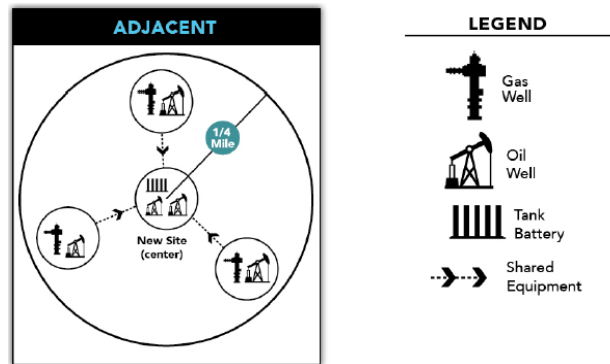 ADJACENT
1/4
Mile
New Site
(center)
LEGEND
Gas
Well
Oil
Well
Tank
Battery
Shared
Equipment